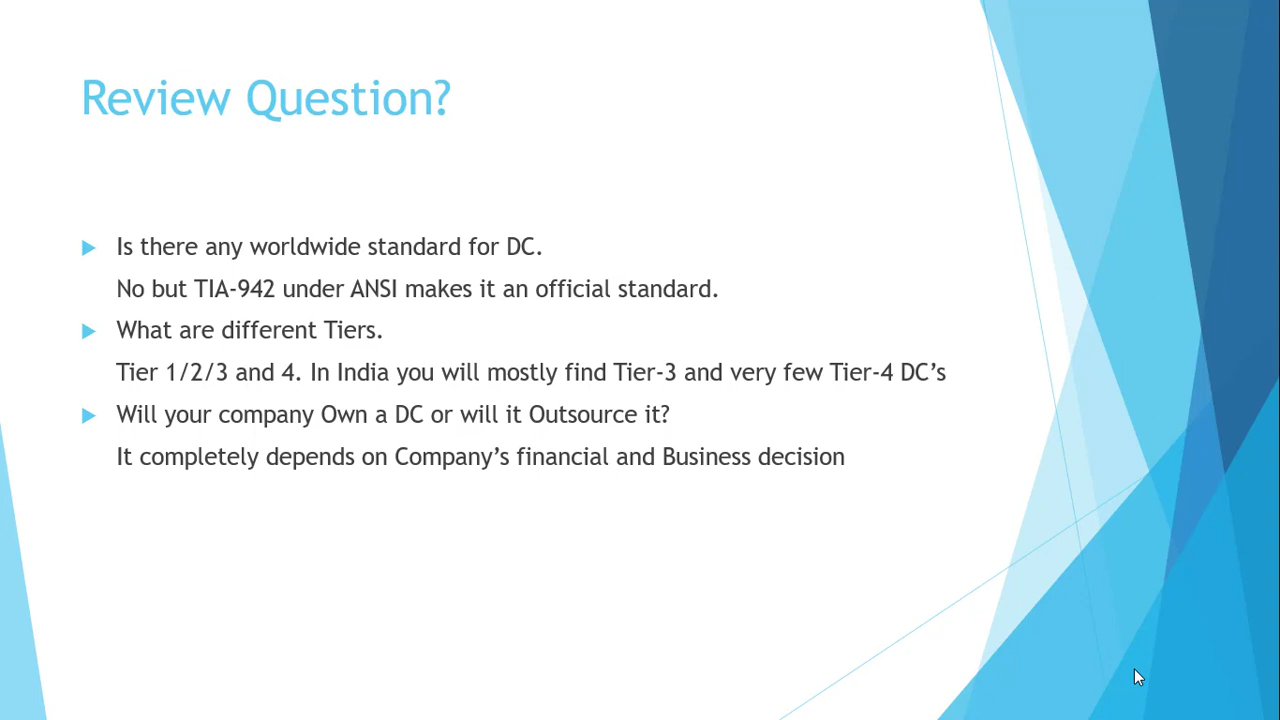 Review Question?
Is there any worldwide standard for DC.
No but TIA-942 under ANSI makes it an official standard.
What are different Tiers.
Tier 1/2/3 and 4. In India you will mostly find Tier-3 and very few Tier-4 DC’s
Will your company Own a DC or will it Outsource it?
It completely depends on Company’s financial and Business decision